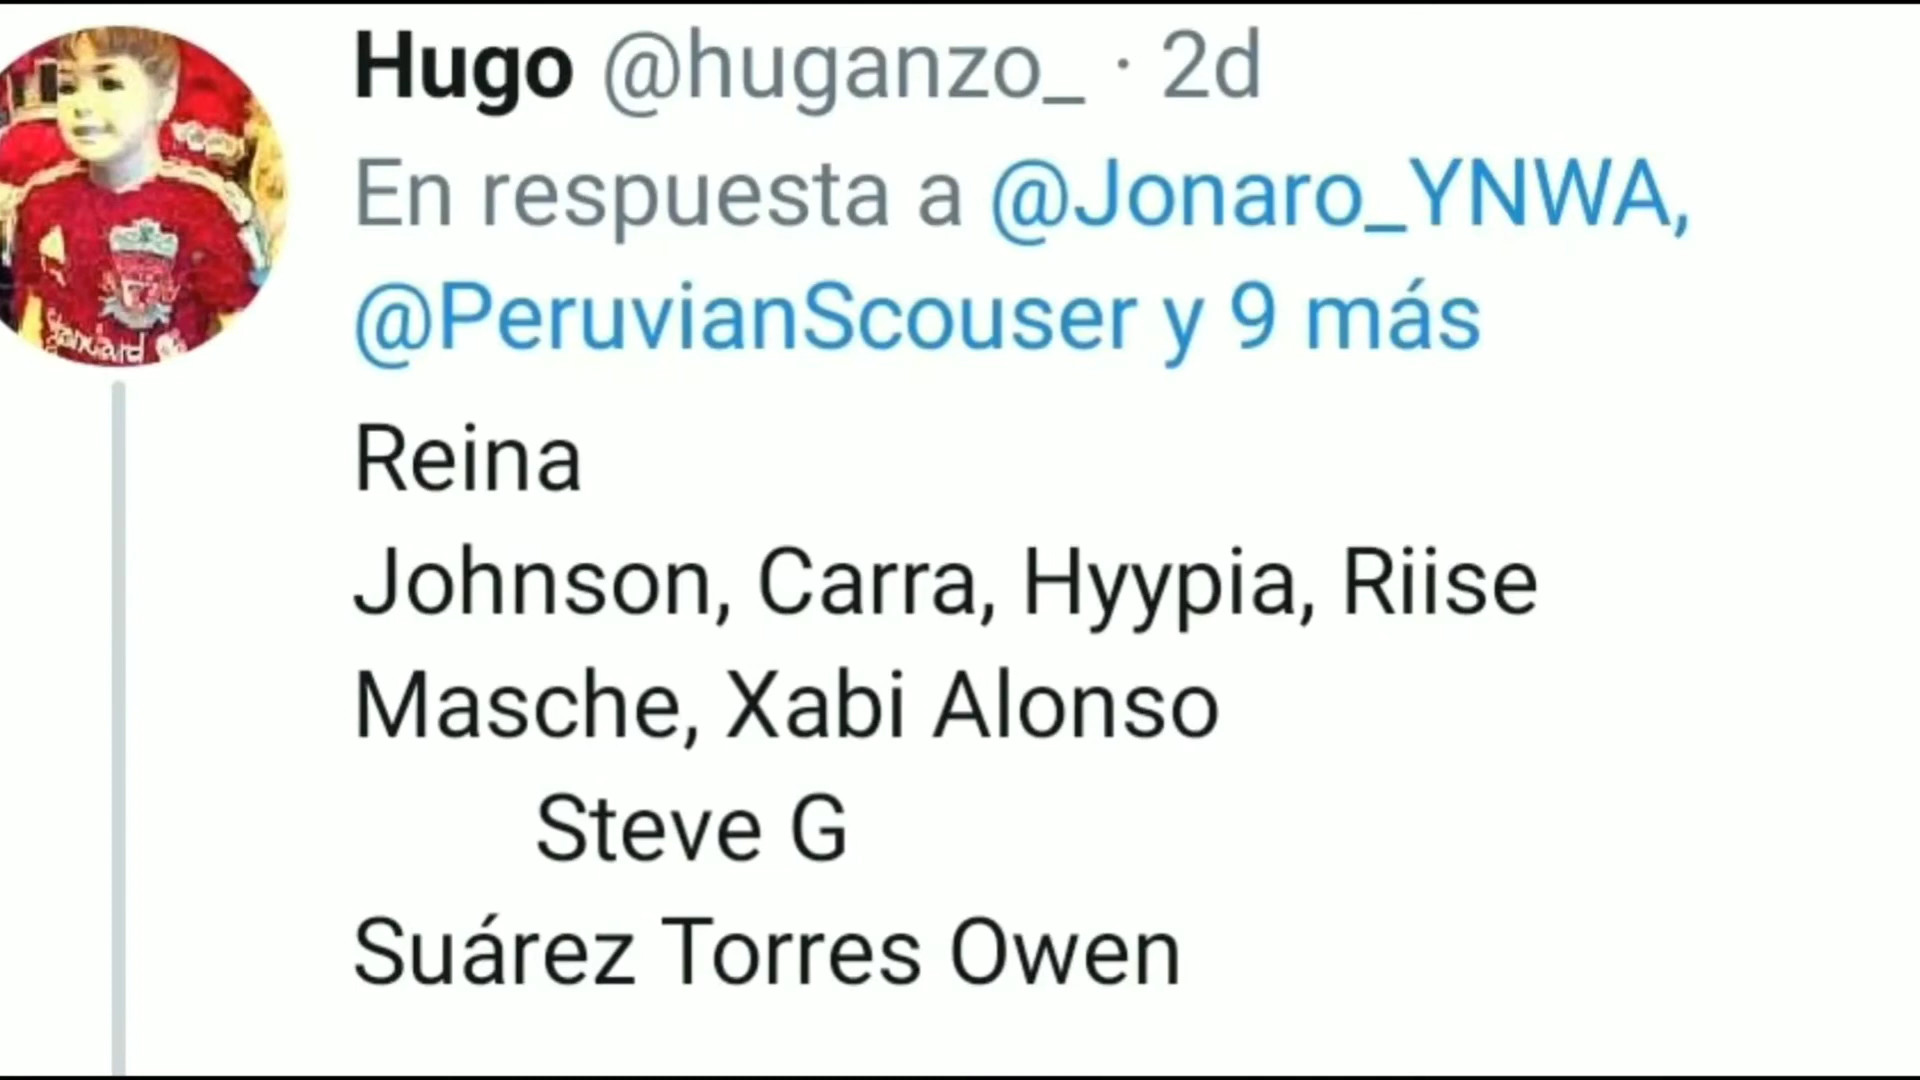 Hugo @huganzo_ · 2d
En respuesta a @Jonaro_YNWA,
@PeruvianScouser y 9 más
Reina
Johnson, Carra, Hyypia, Riise
Masche, Xabi Alonso
Steve G
Suárez Torres Owen